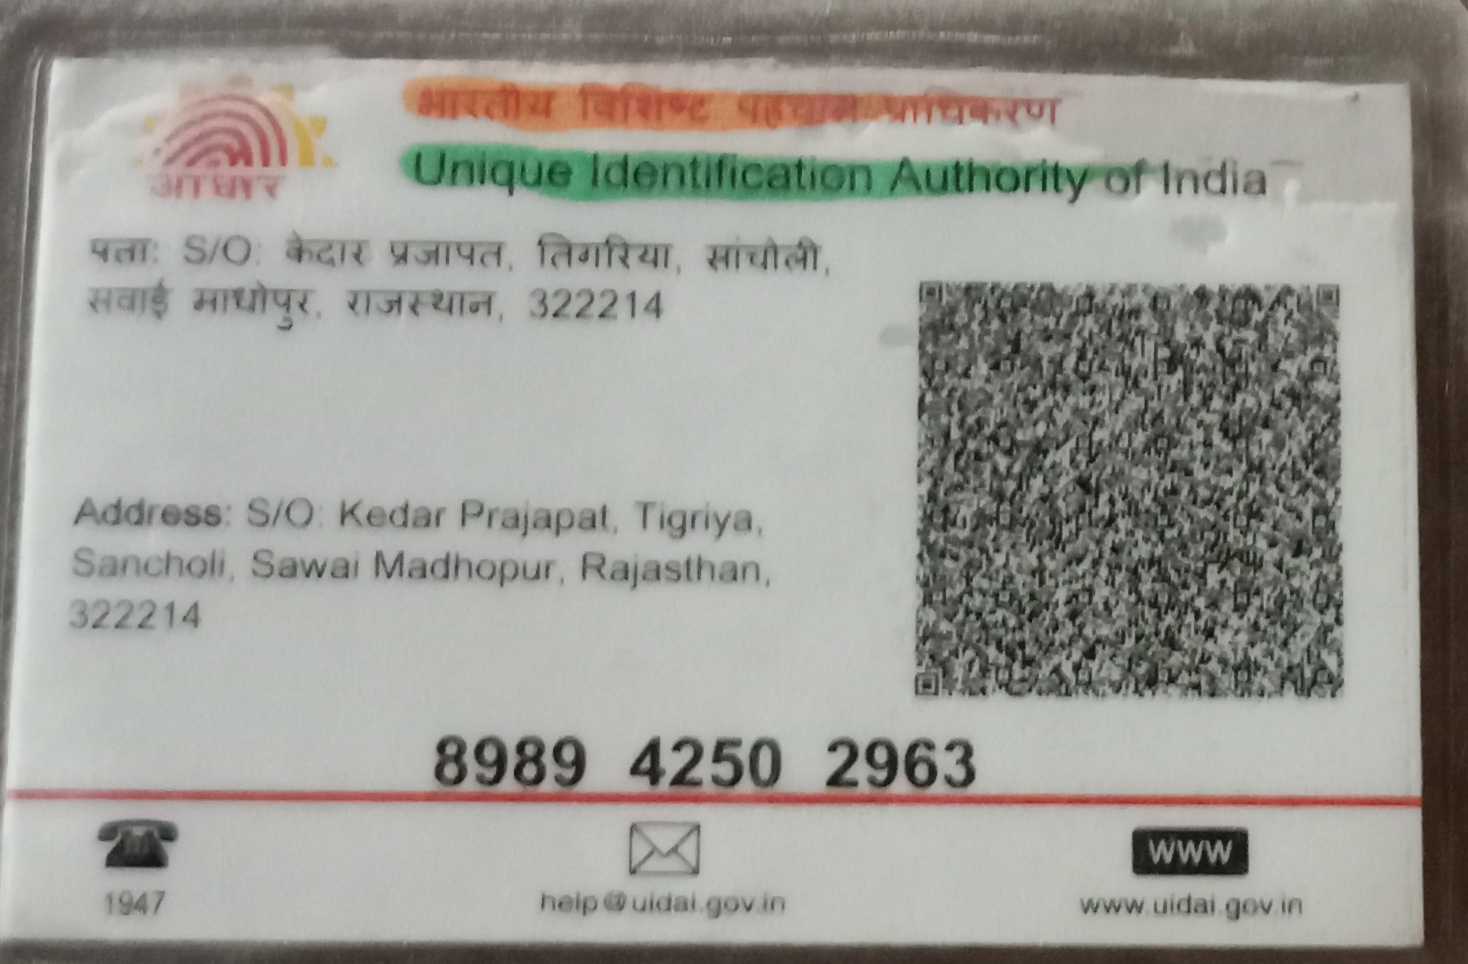 भारतीय विशिष्ट पहचान प्राधिकरण
Unique Identification Authority of India
आधार
पता: S/O: केदार प्रजापत, तिगरिया, सांचोली,
सवाई माधोपुर, राजस्थान, 322214
Address: S/O: Kedar Prajapat, Tigriya,
Sancholi, Sawai Madhopur, Rajasthan,
322214
8989 4250 2963
WWW
1947
help@uidai.gov.in
www.uidai.gov.in